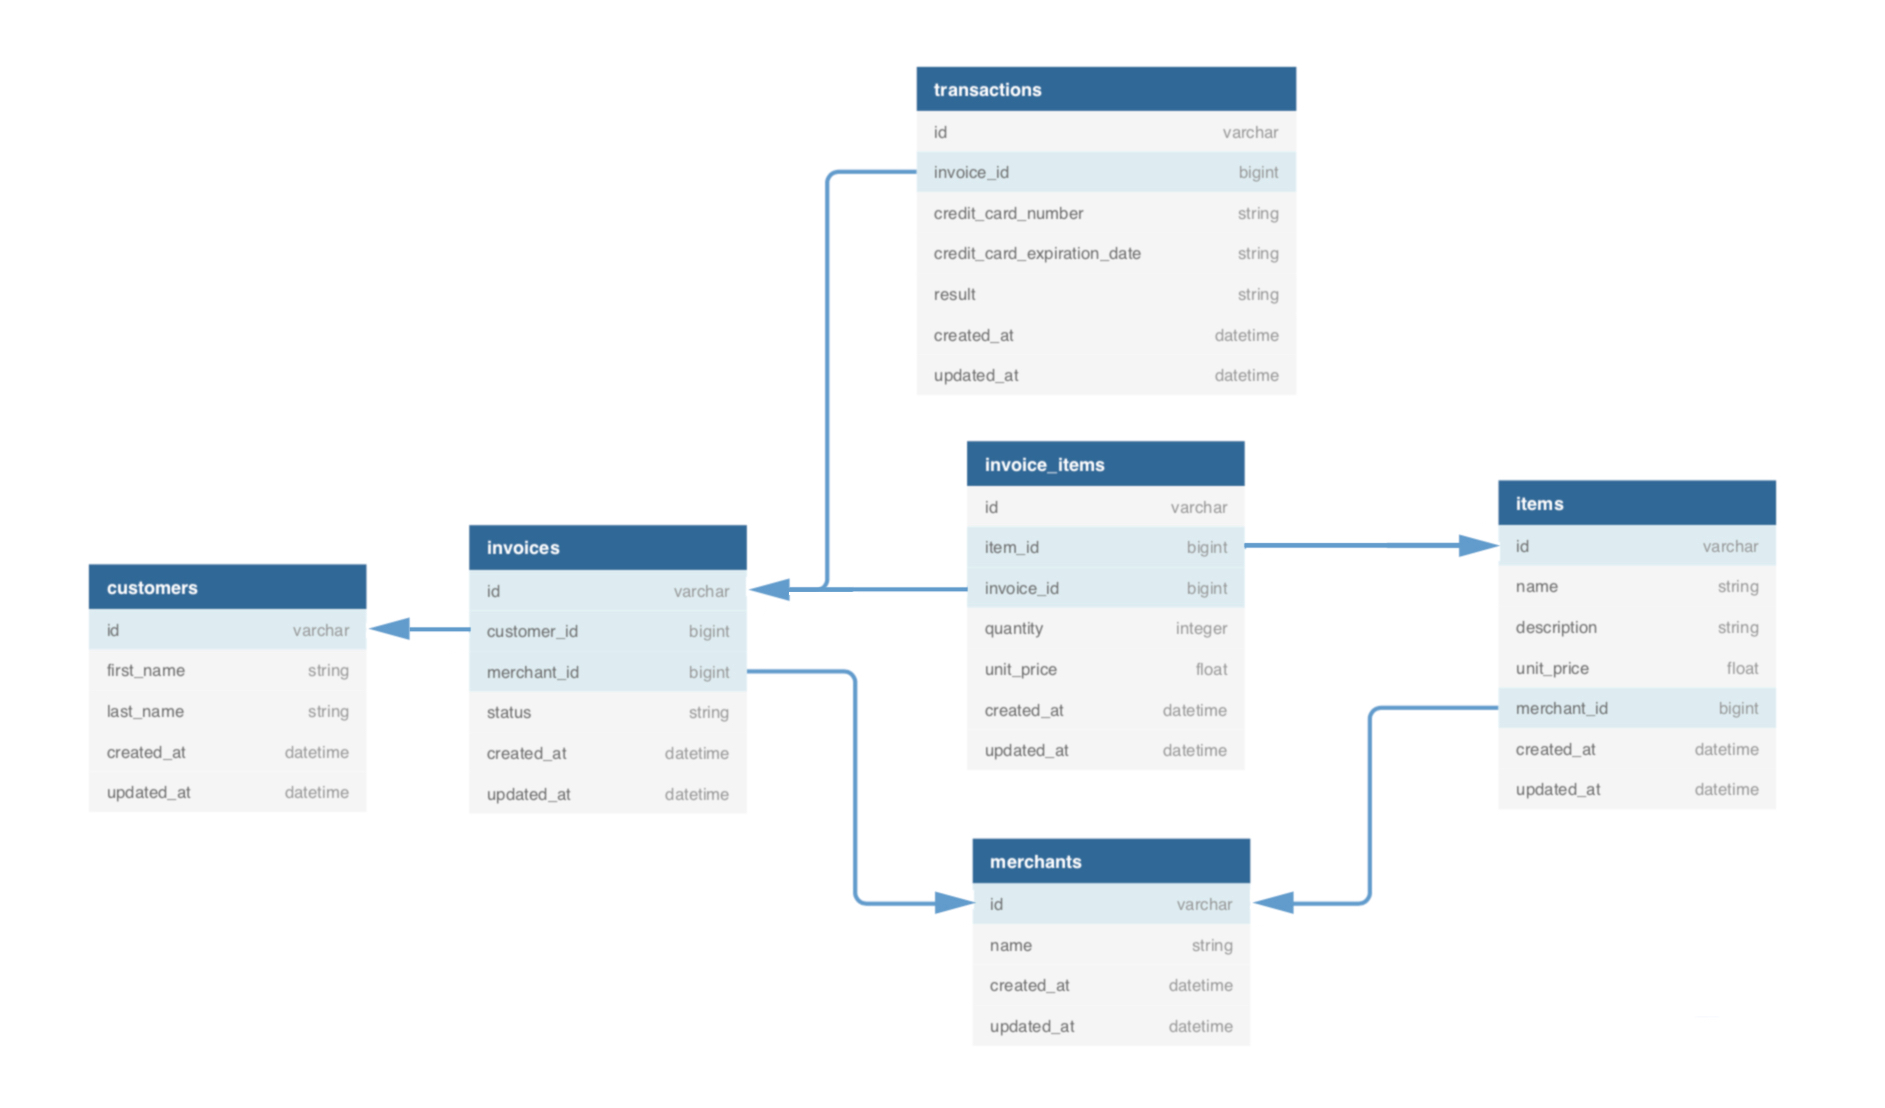 transactions
id varchar
invoice_id bigint
credit_card_number string
credit_card_expiration_date string
result string
created_at datetime
updated_at datetime
invoice_items
id varchar
item_id bigint
invoice_id bigint
quantity integer
unit_price float
created_at datetime
updated_at datetime
items
id varchar
name string
description string
unit_price float
merchant_id bigint
created_at datetime
updated_at datetime
invoices
id varchar
customer_id bigint
merchant_id bigint
status string
created_at datetime
updated_at datetime
customers
id varchar
first_name string
last_name string
created_at datetime
updated_at datetime
merchants
id varchar
name string
created_at datetime
updated_at datetime